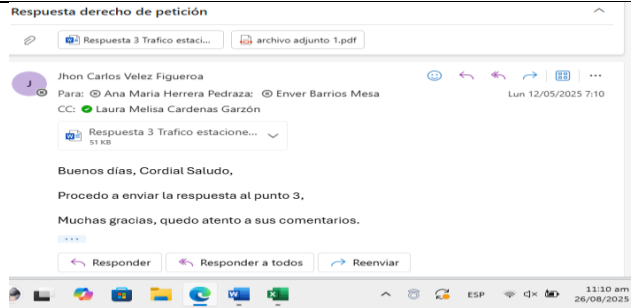 Respuesta derecho de petición
Respuesta 3 Trafico estaci...
archivo adjunto 1.pdf
J
Jhon Carlos Velez Figueroa
Para: Ana Maria Herrera Pedraza; Enver Barrios Mesa
Lun 12/05/2025 7:10
CC: Laura Melisa Cardenas Garzón
Respuesta 3 Trafico estacione...
51 KB
Buenos días, Cordial Saludo,
Procedo a enviar la respuesta al punto 3,
Muchas gracias, quedo atento a sus comentarios.
Responder
Responder a todos
Reenviar
ESP
11:10 am
26/08/2025